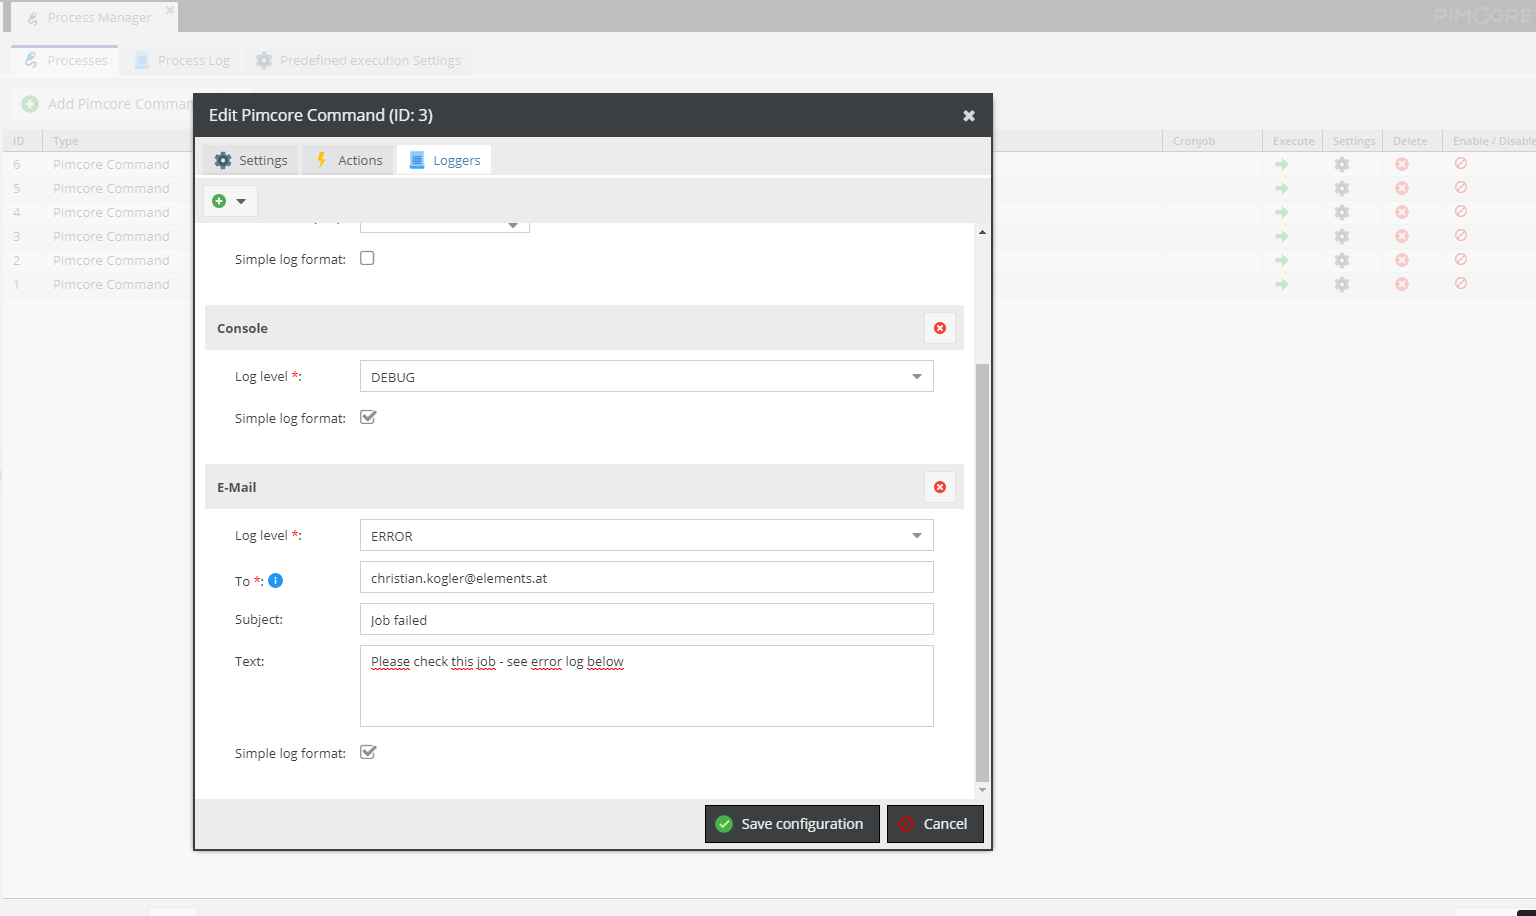 Process Manager
PIMCORE
Processes
Process Log
Predefined execution Settings
Add Pimcore Comman
Edit Pimcore Command (ID: 3)
Settings
Actions
Loggers
ID
Type
Cronjob
Execute
Settings
Delete
Enable / Disable
6
Pimcore Command
5
Pimcore Command
4
Pimcore Command
3
Pimcore Command
2
Pimcore Command
1
Pimcore Command
Simple log format:
Console
Log level *:
DEBUG
Simple log format:
E-Mail
Log level *:
ERROR
To *:
christian.kogler@elements.at
Subject:
Job failed
Text:
Please check this job - see error log below
Simple log format:
Save configuration
Cancel